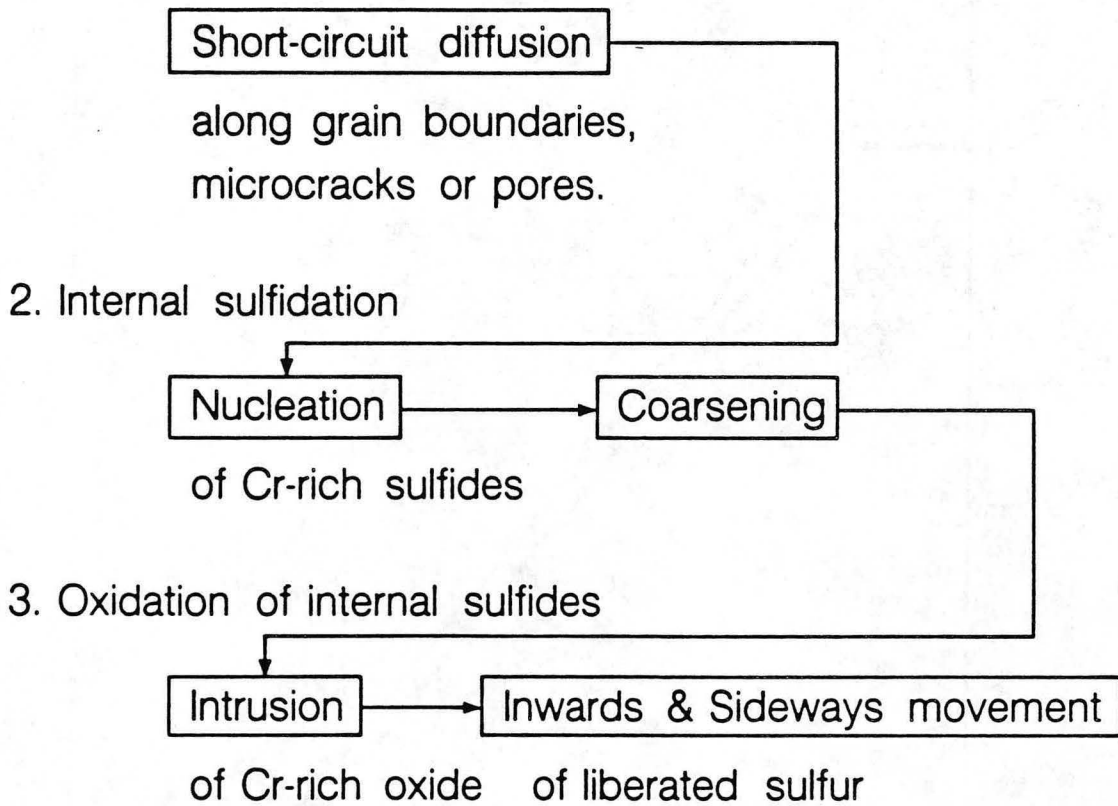 Short-circuit diffusion
along grain boundaries,
microcracks or pores.
2. Internal sulfidation
Nucleation
Coarsening
of Cr-rich sulfides
3. Oxidation of internal sulfides
Intrusion
Inwards & Sideways movement
of Cr-rich oxide
of liberated sulfur